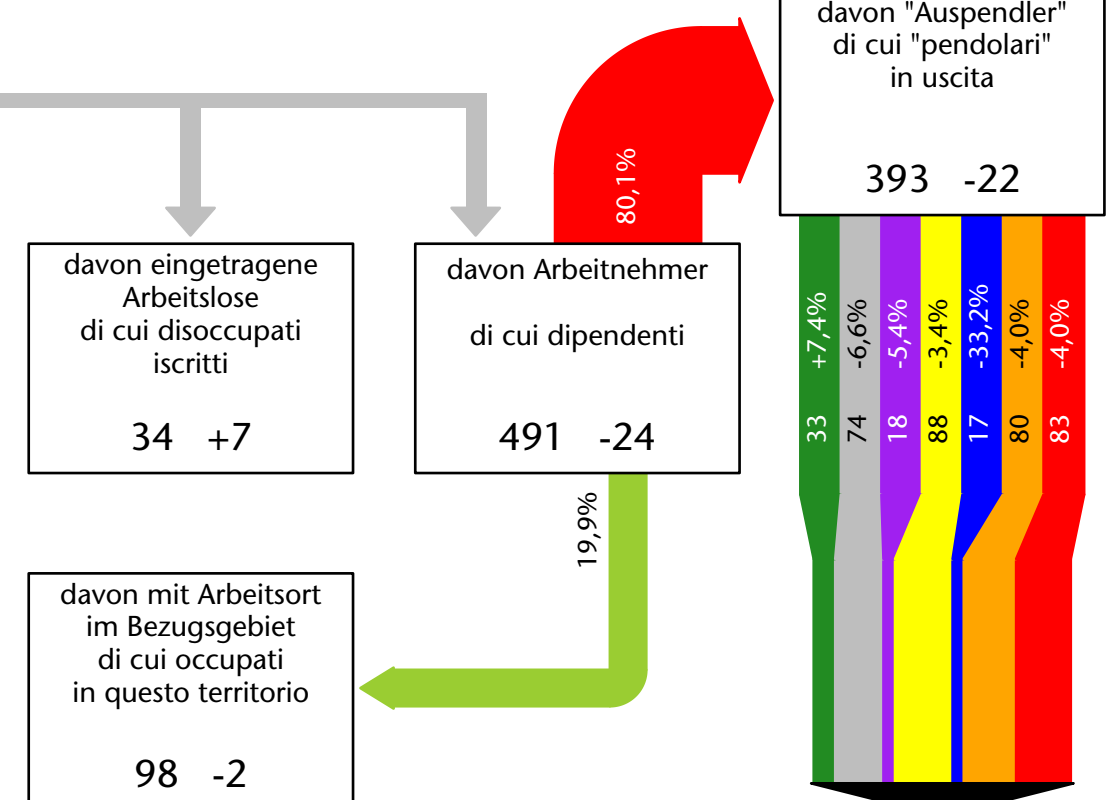 davon "Auspendler"
di cui "pendolari"
in uscita
393 -22
80,1%
davon eingetragene
Arbeitslose
di cui disoccupati
iscritti
34 +7
davon Arbeitnehmer
di cui dipendenti
491 -24
+7,4%
-6,6%
-5,4%
-3,4%
-33,2%
-4,0%
-4,0%
33
74
18
88
17
80
83
19,9%
davon mit Arbeitsort
im Bezugsgebiet
di cui occupati
in questo territorio
98 -2